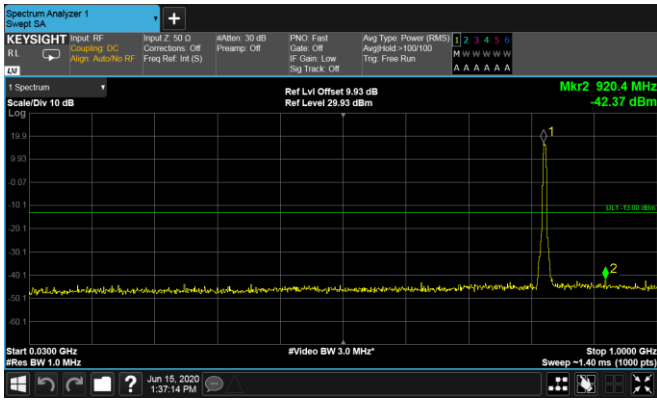 Spectrum Analyzer 1
Swept SA
+
KEYSIGHT
RL
LXI
Input: RF
Coupling: DC
Align: Auto/No RF
Input Z: 50 Ω
Corrections: Off
Freq Ref: Int (S)
#Atten: 30 dB
Preamp: Off
PNO: Fast
Gate: Off
IF Gain: Low
Sig Track: Off
Avg Type: Power (RMS)
Avg|Hold:>100/100
Trig: Free Run
1 2 3 4 5 6
M W W W W W
A A A A A A
1 Spectrum
Scale/Div 10 dB
Log
Ref Lvl Offset 9.93 dB
Ref Level 29.93 dBm
Mkr2 920.4 MHz
-42.37 dBm
19.9
9.93
-0.07
-10.1
-20.1
-30.1
-40.1
-50.1
-60.1
1
DL1 -13.00 dBm
2
Start 0.0300 GHz
#Res BW 1.0 MHz
#Video BW 3.0 MHz*
Stop 1.0000 GHz
Sweep ~1.40 ms (1000 pts)
?
Jun 15, 2020
1:37:14 PM